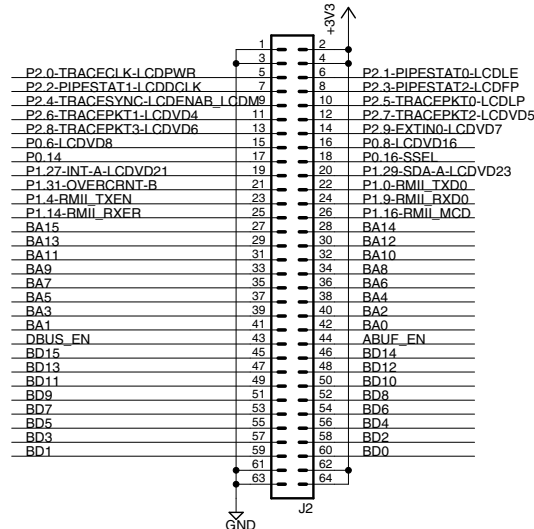 +3V3
1 2
3 4
P2.0-TRACECLK-LCDPWR 5 6 P2.1-PIPESTAT0-LCDLE
P2.2-PIPESTAT1-LCDDCLK 7 8 P2.3-PIPESTAT2-LCDFP
P2.4-TRACESYNC-LCDENAB_LCDM 9 10 P2.5-TRACEPKT0-LCDLP
P2.6-TRACEPKT1-LCDVD4 11 12 P2.7-TRACEPKT2-LCDVD5
P2.8-TRACEPKT3-LCDVD6 13 14 P2.9-EXTIN0-LCDVD7
P0.6-LCDVD8 15 16 P0.8-LCDVD16
P0.14 17 18 P0.16-SSEL
P1.27-INT-A-LCDVD21 19 20 P1.29-SDA-A-LCDVD23
P1.31-OVERCRNT-B 21 22 P1.0-RMII_TXD0
P1.4-RMII_TXEN 23 24 P1.9-RMII_RXD0
P1.14-RMII_RXER 25 26 P1.16-RMII_MCD
BA15 27 28 BA14
BA13 29 30 BA12
BA11 31 32 BA10
BA9 33 34 BA8
BA7 35 36 BA6
BA5 37 38 BA4
BA3 39 40 BA2
BA1 41 42 BA0
DBUS_EN 43 44 ABUF_EN
BD15 45 46 BD14
BD13 47 48 BD12
BD11 49 50 BD10
BD9 51 52 BD8
BD7 53 54 BD6
BD5 55 56 BD4
BD3 57 58 BD2
BD1 59 60 BD0
61 62
63 64
J2
GND